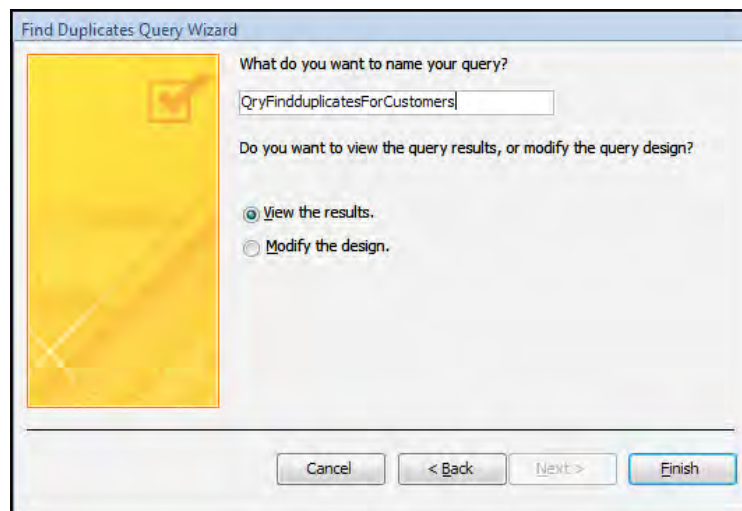 Find Duplicates Query Wizard
What do you want to name your query?
QryFindduplicatesForCustomers
Do you want to view the query results, or modify the query design?
View the results.
Modify the design.
Cancel < Back Next > Finish